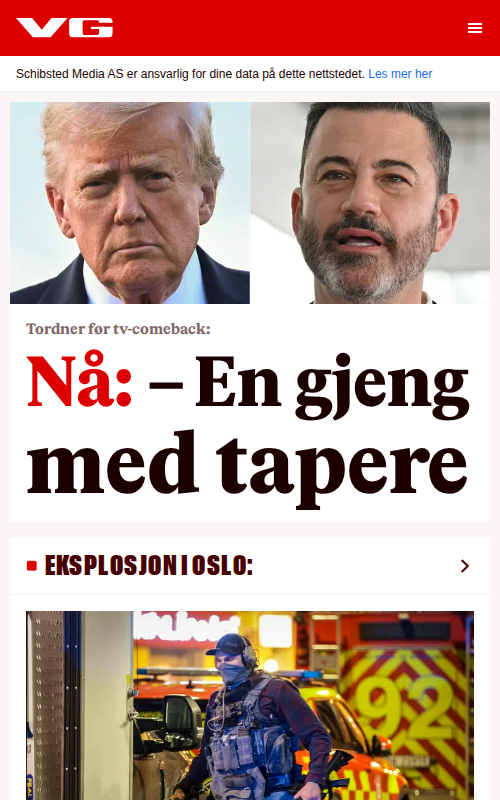 VG
Schibsted Media AS er ansvarlig for dine data på dette nettstedet. Les mer her
Tordner før tv-comeback:
Nå: – En gjeng
med tapere
EKSPLOSJON I OSLO:
92